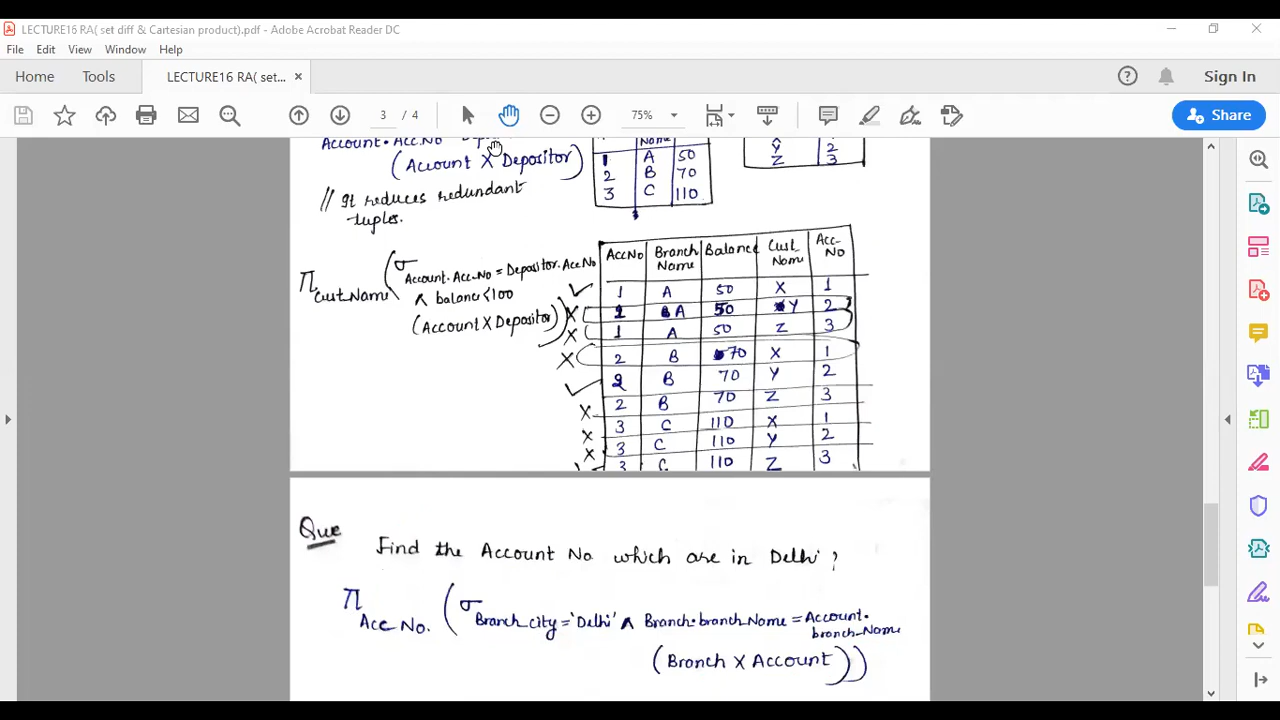 LECTURE16 RA( set diff & Cartesian product).pdf - Adobe Acrobat Reader DC
File Edit View Window Help
Home Tools LECTURE16 RA( set... ×
3 / 4 75% Share
Sign In
Account.Acc.No
(Account X Depositor)
// It reduces redundant
tuples.
Name
1 A 50
2 B 70
3 C 110
Y 2
Z 3
π Cust_Name (σ Account.Acc_No = Depositor.Acc.No
∧ balance<100
(Account X Depositor))
AccNo Branch Name Balance Cust Name Acc-No
✓ 1 A 50 X 1
X 1 A 50 Y 2
X 1 A 50 Z 3
X 2 B 70 X 1
✓ 2 B 70 Y 2
X 2 B 70 Z 3
X 3 C 110 X 1
X 3 C 110 Y 2
3 C 110 Z 3
Que
Find the Account No which are in Delhi ?
π Acc_No. (σ Branch_city = 'Delhi' ∧ Branch.branch_Name = Account.
branch_Name
(Branch X Account))